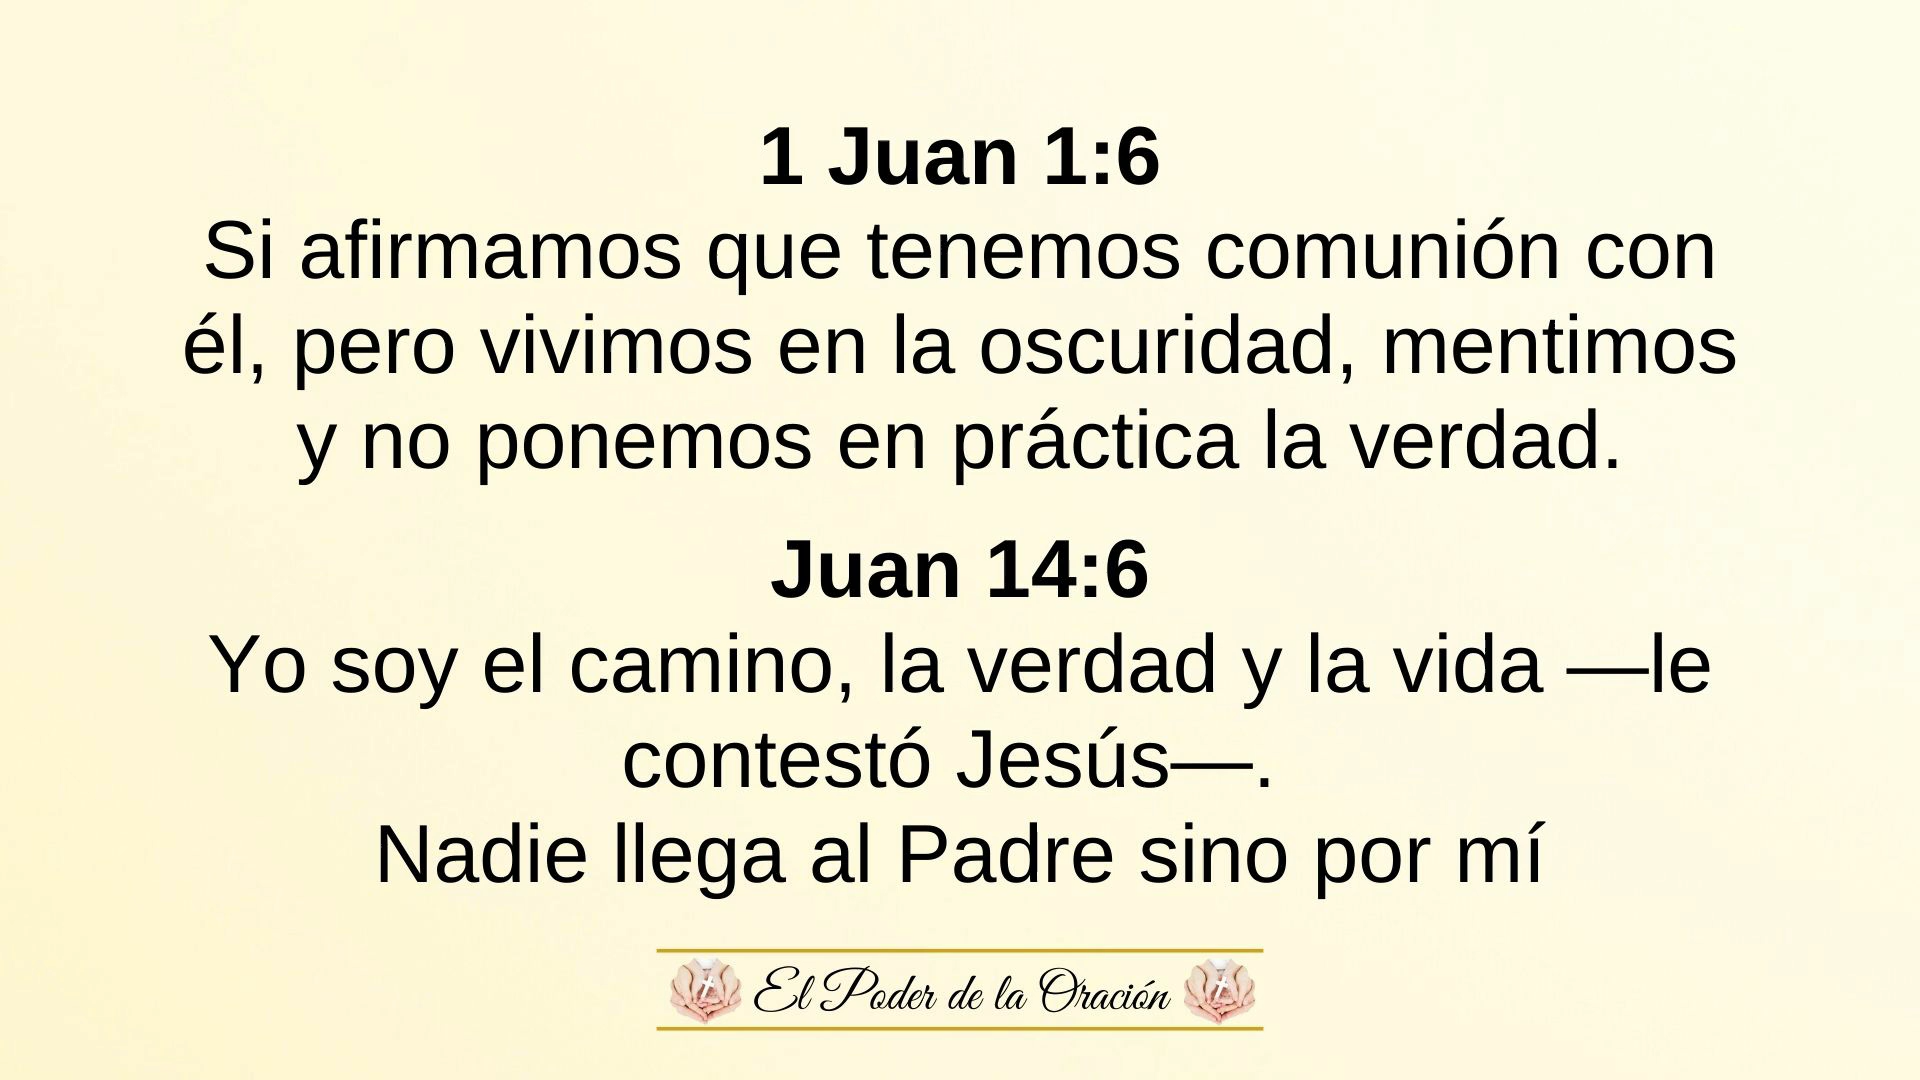 1 Juan 1:6
Si afirmamos que tenemos comunión con
él, pero vivimos en la oscuridad, mentimos
y no ponemos en práctica la verdad.
Juan 14:6
Yo soy el camino, la verdad y la vida —le
contestó Jesús—.
Nadie llega al Padre sino por mí
El Poder de la Oración